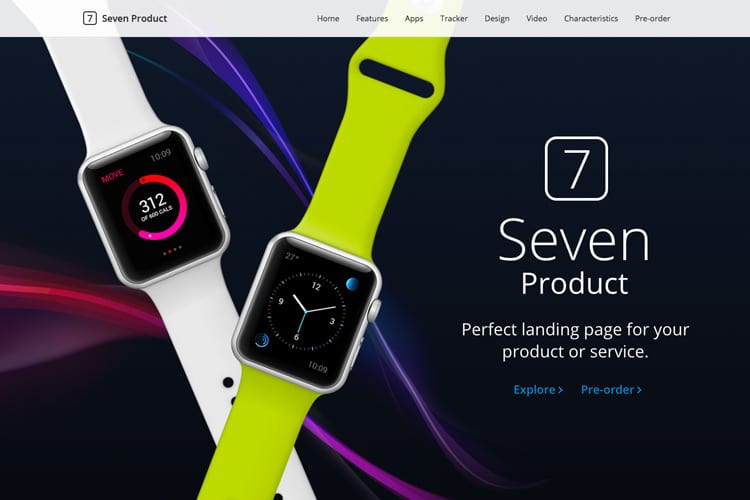 7 Seven Product
Home Features Apps Tracker Design Video Characteristics Pre-order
MOVE 10:09
312
OF 600 CALS
27°
12
3
6
9
10:09
7
Seven
Product
Perfect landing page for your
product or service.
Explore > Pre-order >